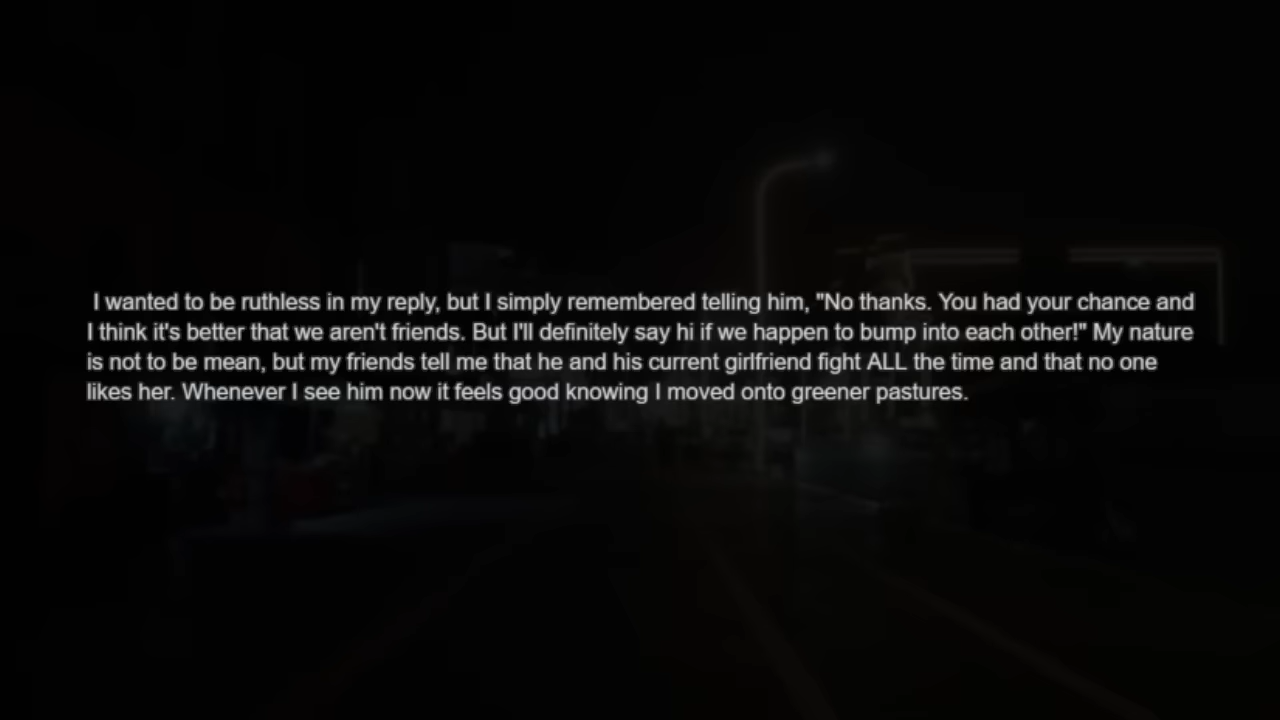 I wanted to be ruthless in my reply, but I simply remembered telling him, "No thanks. You had your chance and
I think it's better that we aren't friends. But I'll definitely say hi if we happen to bump into each other!" My nature
is not to be mean, but my friends tell me that he and his current girlfriend fight ALL the time and that no one
likes her. Whenever I see him now it feels good knowing I moved onto greener pastures.